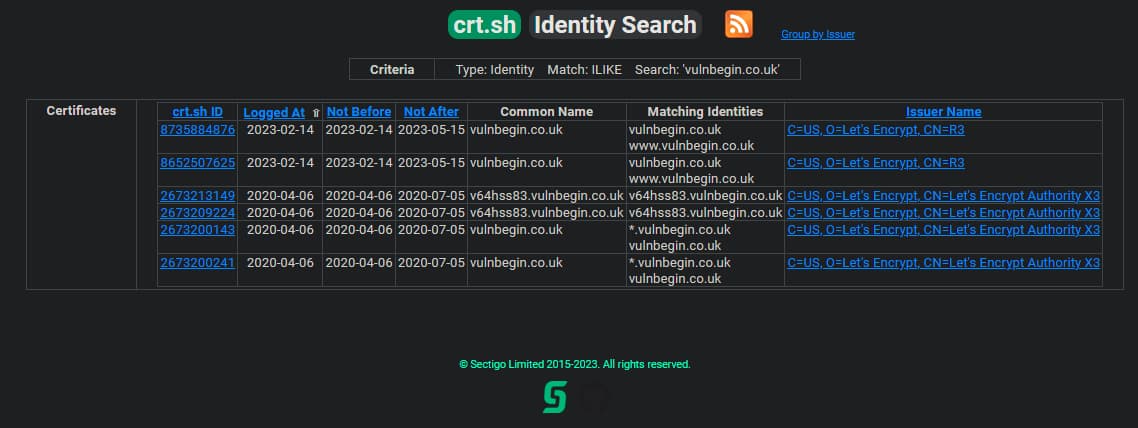 crt.sh Identity Search
Group by Issuer
Criteria Type: Identity Match: ILIKE Search: 'vulnbegin.co.uk'
Certificates crt.sh ID Logged At ⇧ Not Before Not After Common Name Matching Identities Issuer Name
8735884876 2023-02-14 2023-02-14 2023-05-15 vulnbegin.co.uk vulnbegin.co.uk C=US, O=Let's Encrypt, CN=R3
www.vulnbegin.co.uk
8652507625 2023-02-14 2023-02-14 2023-05-15 vulnbegin.co.uk vulnbegin.co.uk C=US, O=Let's Encrypt, CN=R3
www.vulnbegin.co.uk
2673213149 2020-04-06 2020-04-06 2020-07-05 v64hss83.vulnbegin.co.uk v64hss83.vulnbegin.co.uk C=US, O=Let's Encrypt, CN=Let's Encrypt Authority X3
2673209224 2020-04-06 2020-04-06 2020-07-05 v64hss83.vulnbegin.co.uk v64hss83.vulnbegin.co.uk C=US, O=Let's Encrypt, CN=Let's Encrypt Authority X3
2673200143 2020-04-06 2020-04-06 2020-07-05 vulnbegin.co.uk *.vulnbegin.co.uk C=US, O=Let's Encrypt, CN=Let's Encrypt Authority X3
vulnbegin.co.uk
2673200241 2020-04-06 2020-04-06 2020-07-05 vulnbegin.co.uk *.vulnbegin.co.uk C=US, O=Let's Encrypt, CN=Let's Encrypt Authority X3
vulnbegin.co.uk
© Sectigo Limited 2015-2023. All rights reserved.